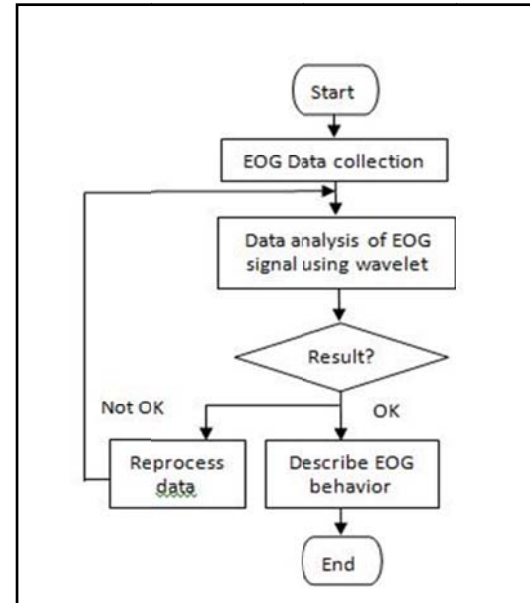 Start
EOG Data collection
Data analysis of EOG
signal using wavelet
Result?
Not OK
OK
Reprocess
data
Describe EOG
behavior
End